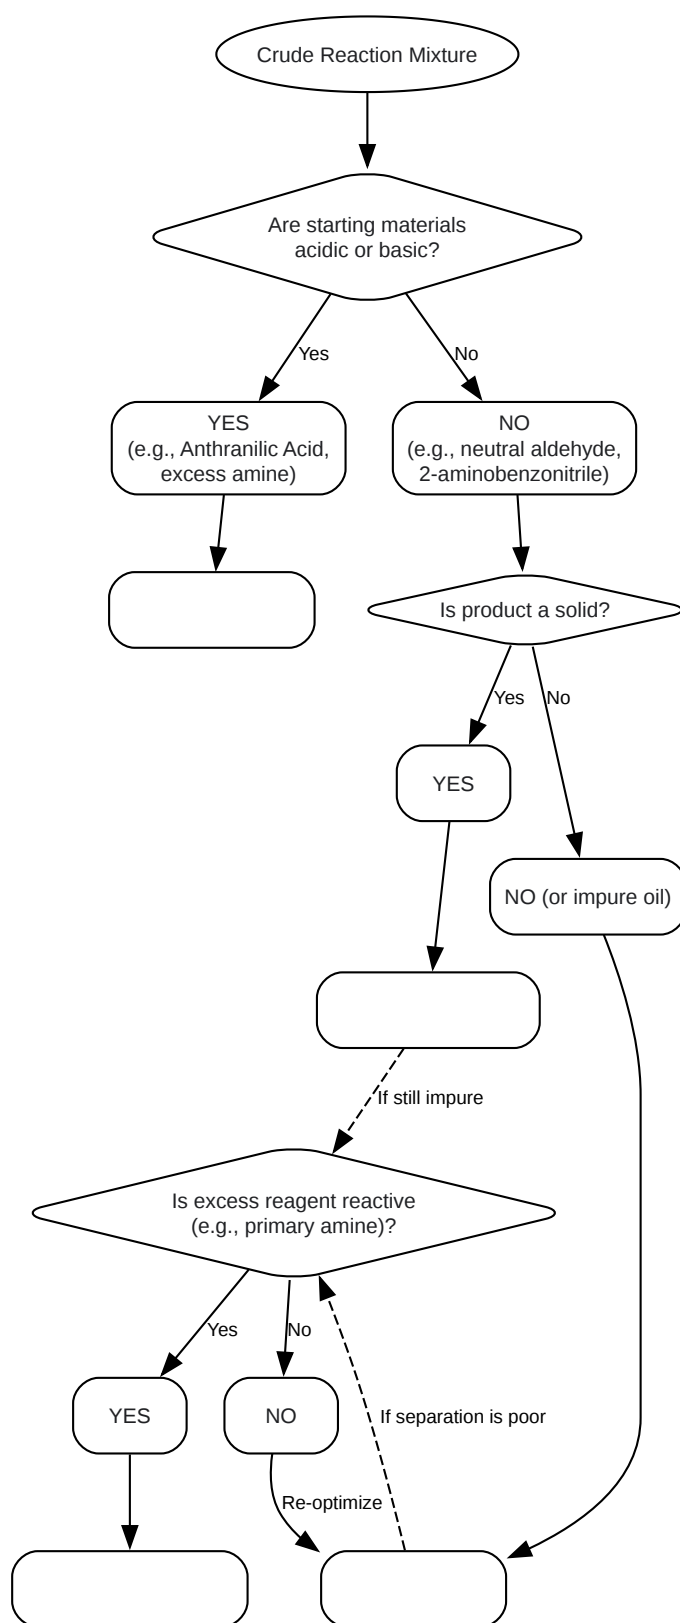 Crude Reaction Mixture
Are starting materials
acidic or basic?
Yes
No
YES
(e.g., Anthranilic Acid,
excess amine)
NO
(e.g., neutral aldehyde,
2-aminobenzonitrile)
Is product a solid?
Yes
No
YES
NO (or impure oil)
If still impure
Is excess reagent reactive
(e.g., primary amine)?
Yes
No
YES
NO
If separation is poor
Re-optimize